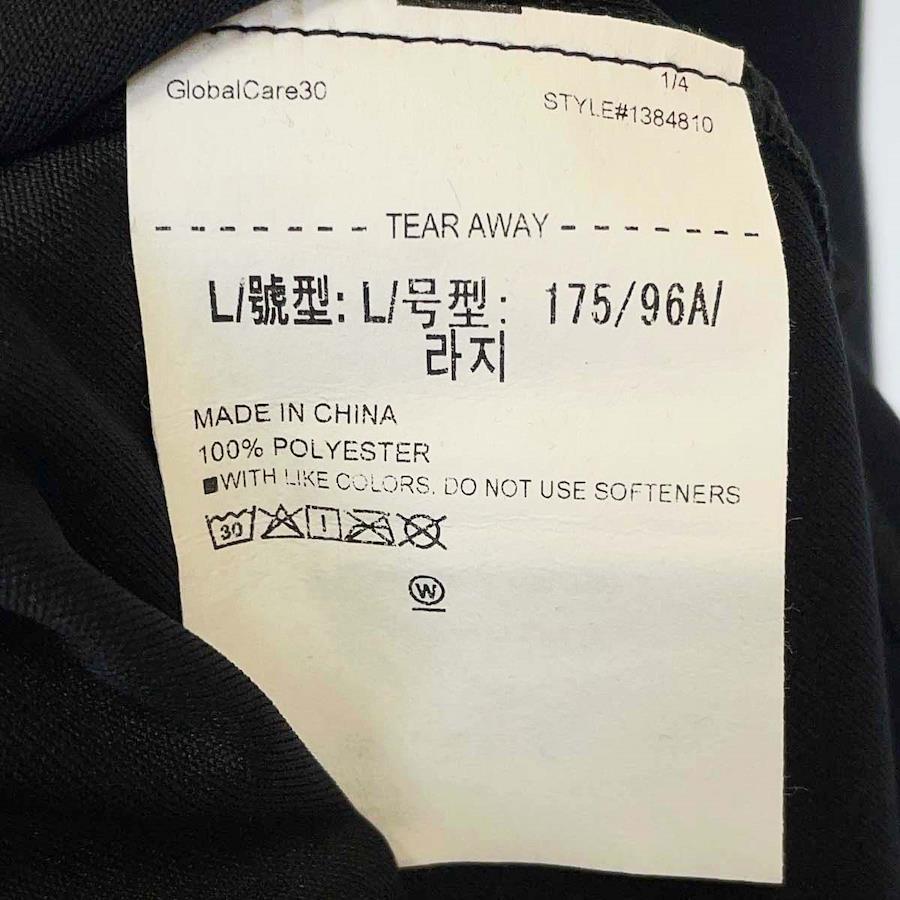 GlobalCare30
1/4
STYLE#1384810
TEAR AWAY
L/號型: L/号型: 175/96A/
라지
MADE IN CHINA
100% POLYESTER
WITH LIKE COLORS. DO NOT USE SOFTENERS
30
W